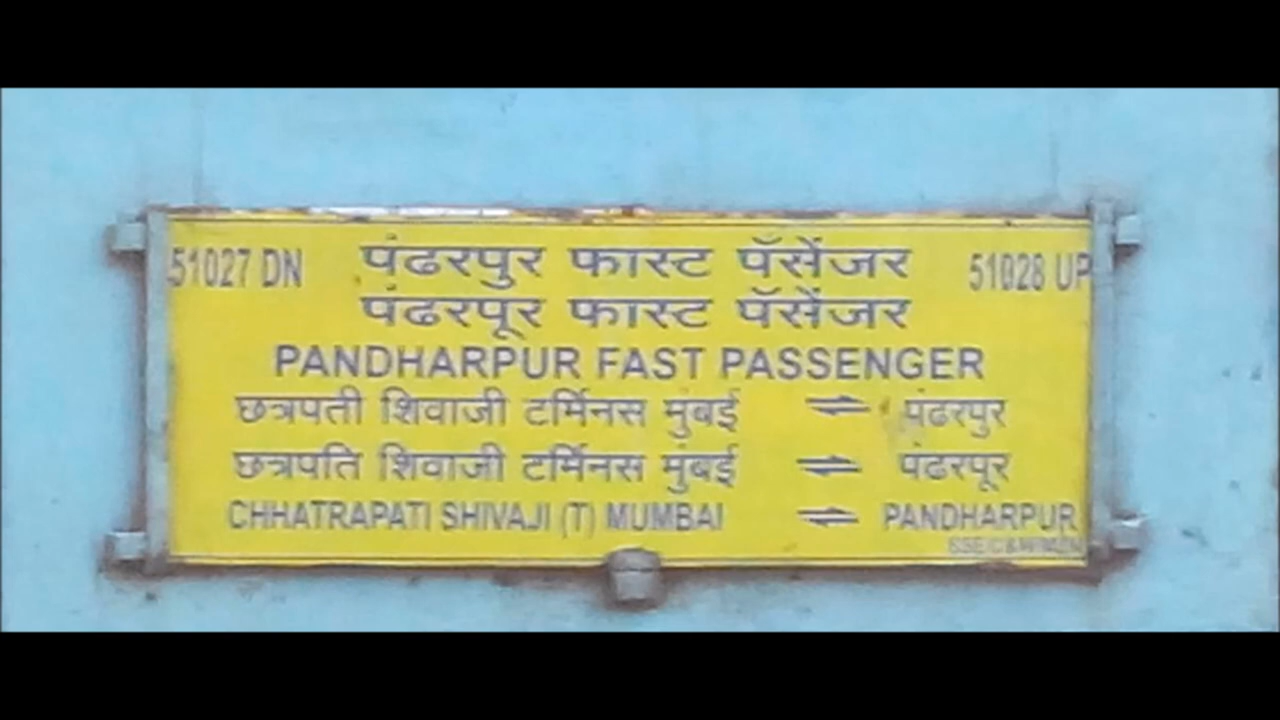 51027 DN पंढरपुर फास्ट पॅसेंजर 51028 UP
पंढरपूर फास्ट पॅसेंजर
PANDHARPUR FAST PASSENGER
छत्रपती शिवाजी टर्मिनस मुंबई ⇌ पंढरपुर
छत्रपति शिवाजी टर्मिनस मुंबई ⇌ पंढरपूर
CHHATRAPATI SHIVAJI (T) MUMBAI ⇌ PANDHARPUR